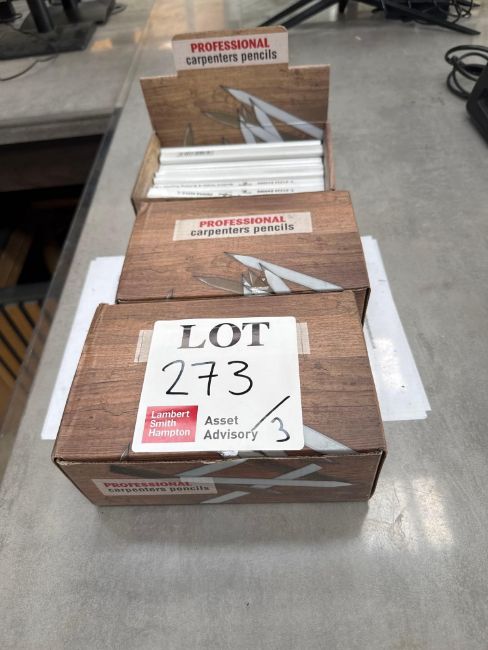 PROFESSIONAL
carpenters pencils
PROFESSIONAL
carpenters pencils
LOT
273
/3
Lambert
Smith
Hampton
Asset
Advisory
PROFESSIONAL
carpenters pencils